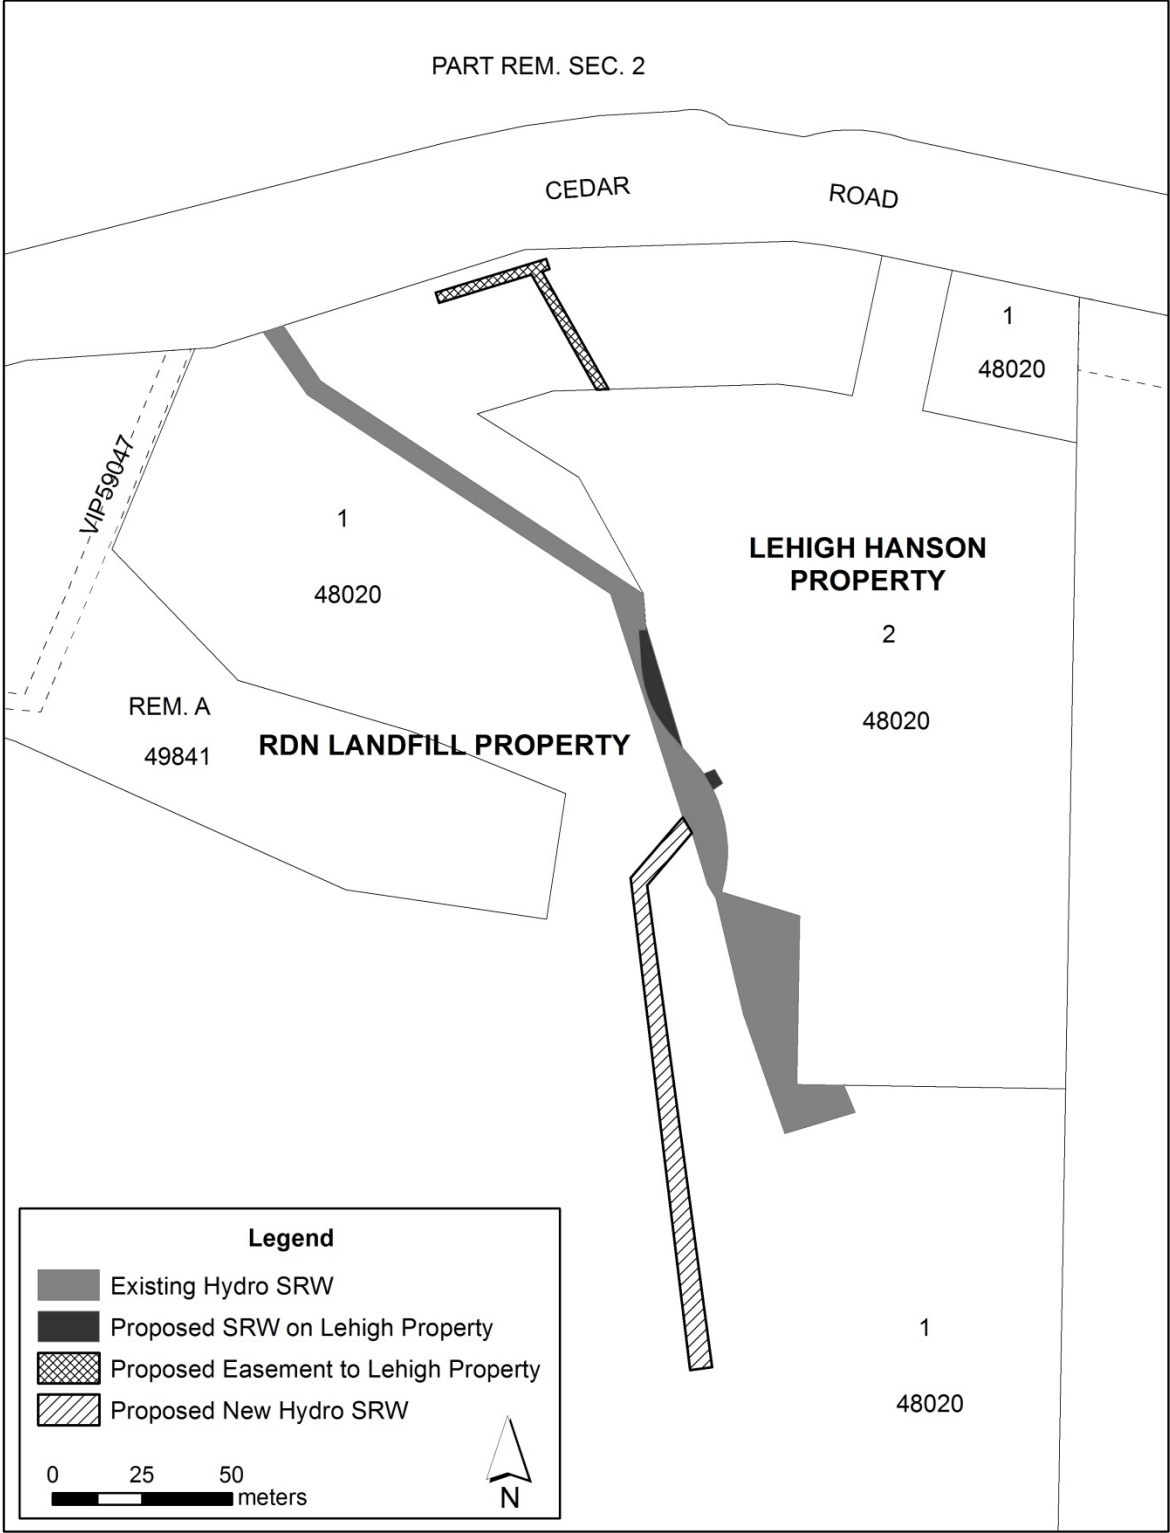 PART REM. SEC. 2
CEDAR
ROAD
1
48020
VIP59047
1
48020
LEHIGH HANSON
PROPERTY
2
48020
REM. A
49841
RDN LANDFILL PROPERTY
1
48020
Legend
Existing Hydro SRW
Proposed SRW on Lehigh Property
Proposed Easement to Lehigh Property
Proposed New Hydro SRW
0 25 50
meters
N